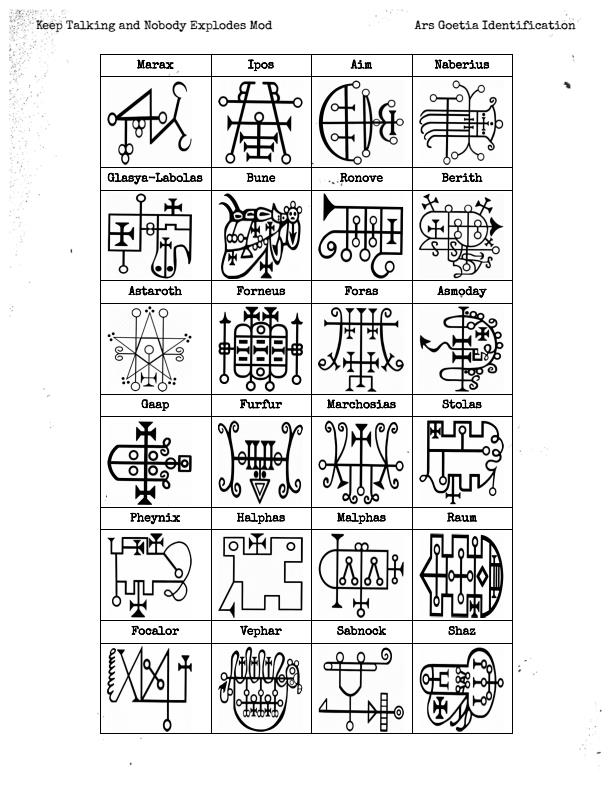 Keep Talking and Nobody Explodes Mod Ars Goetia Identification
Marax Ipos Aim Naberius
Glasya-Labolas Bune Ronove Berith
Astaroth Forneus Foras Asmoday
Gaap Furfur Marchosias Stolas
Pheynix Halphas Malphas Raum
Focalor Vephar Sabnock Shaz